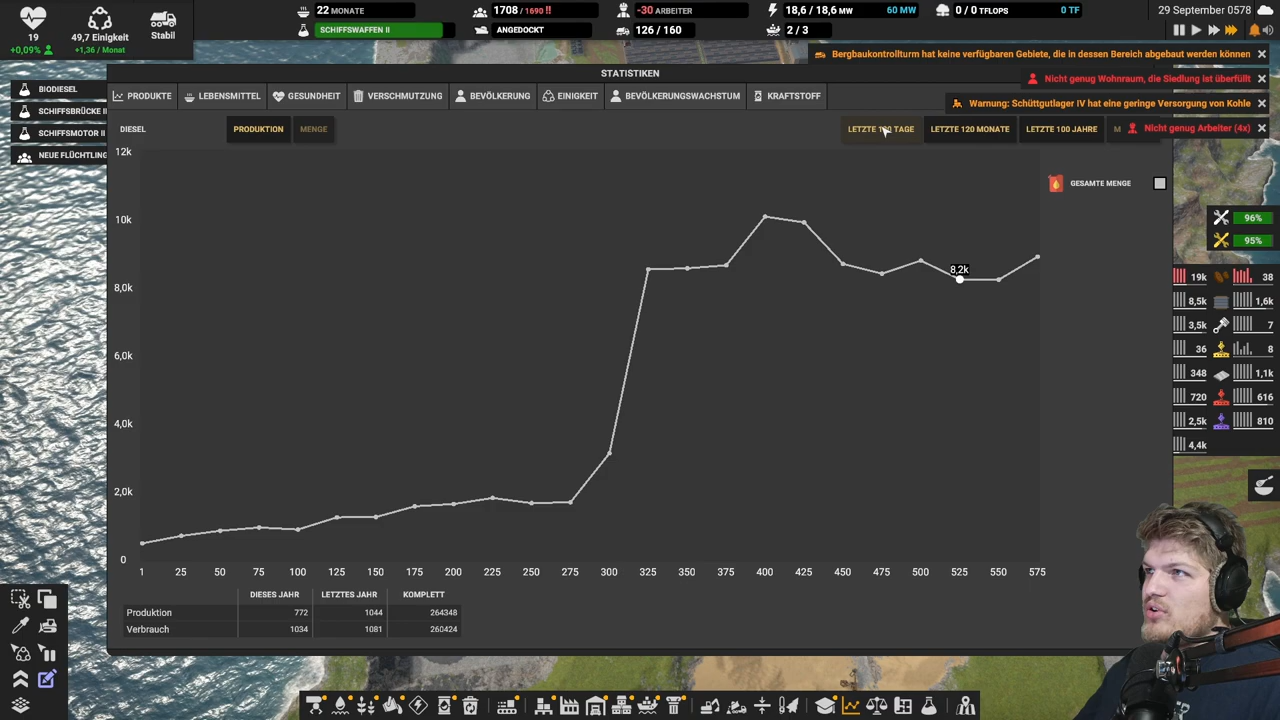 19
+0,09%
49,7 Einigkeit
+1,36 / Monat
Stabil
22 MONATE
SCHIFFSWAFFEN II
1708 / 1690 !!
ANGEDOCKT
-30 ARBEITER
126 / 160
18,6 / 18,6 MW 60 MW
2 / 3
0 / 0 TFLOPS 0 TF
29 September 0578
Bergbaukontrollturm hat keine verfügbaren Gebiete, die in dessen Bereich abgebaut werden können
Nicht genug Wohnraum, die Siedlung ist überfüllt
Warnung: Schüttgutlager IV hat eine geringe Versorgung von Kohle
Nicht genug Arbeiter (4x)
BIODIESEL
SCHIFFSBRÜCKE II
SCHIFFSMOTOR II
NEUE FLÜCHTLING
STATISTIKEN
PRODUKTE LEBENSMITTEL GESUNDHEIT VERSCHMUTZUNG BEVÖLKERUNG EINIGKEIT BEVÖLKERUNGSWACHSTUM KRAFTSTOFF
DIESEL PRODUKTION MENGE LETZTE TAGE LETZTE 120 MONATE LETZTE 100 JAHRE M
GESAMTE MENGE
12k
10k
8,0k
6,0k
4,0k
2,0k
0
8,2k
1 25 50 75 100 125 150 175 200 225 250 275 300 325 350 375 400 425 450 475 500 525 550 575
DIESES JAHR LETZTES JAHR KOMPLETT
Produktion 772 1044 264348
Verbrauch 1034 1081 260424
96%
95%
19k 38
8,5k 1,6k
3,5k 7
36 8
348 1,1k
720 616
2,5k 810
4,4k